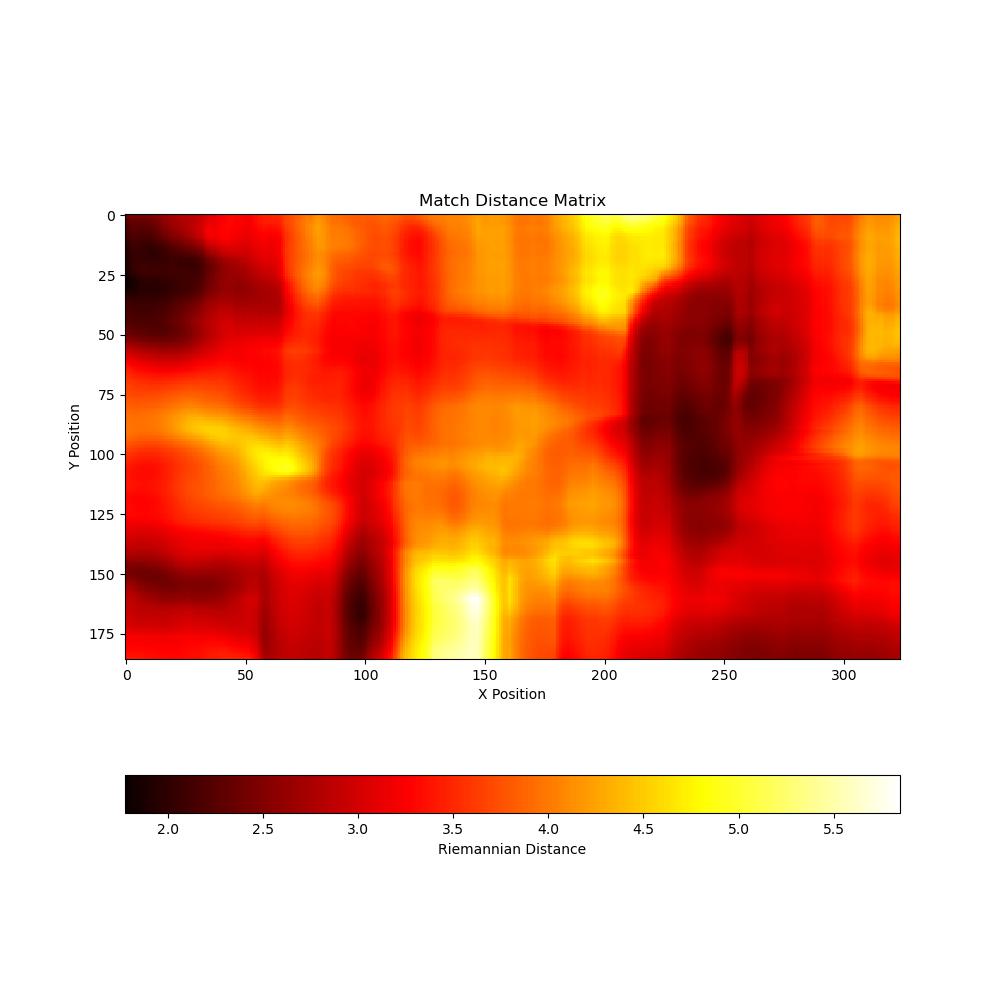 Match Distance Matrix
0
25
50
75
100
125
150
175
Y Position
0 50 100 150 200 250 300
X Position
2.0 2.5 3.0 3.5 4.0 4.5 5.0 5.5
Riemannian Distance